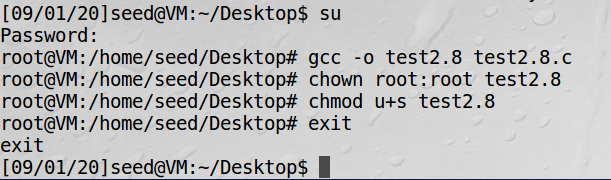 [09/01/20]seed@VM:~/Desktop$ su
Password:
root@VM:/home/seed/Desktop# gcc -o test2.8 test2.8.c
root@VM:/home/seed/Desktop# chown root:root test2.8
root@VM:/home/seed/Desktop# chmod u+s test2.8
root@VM:/home/seed/Desktop# exit
exit
[09/01/20]seed@VM:~/Desktop$